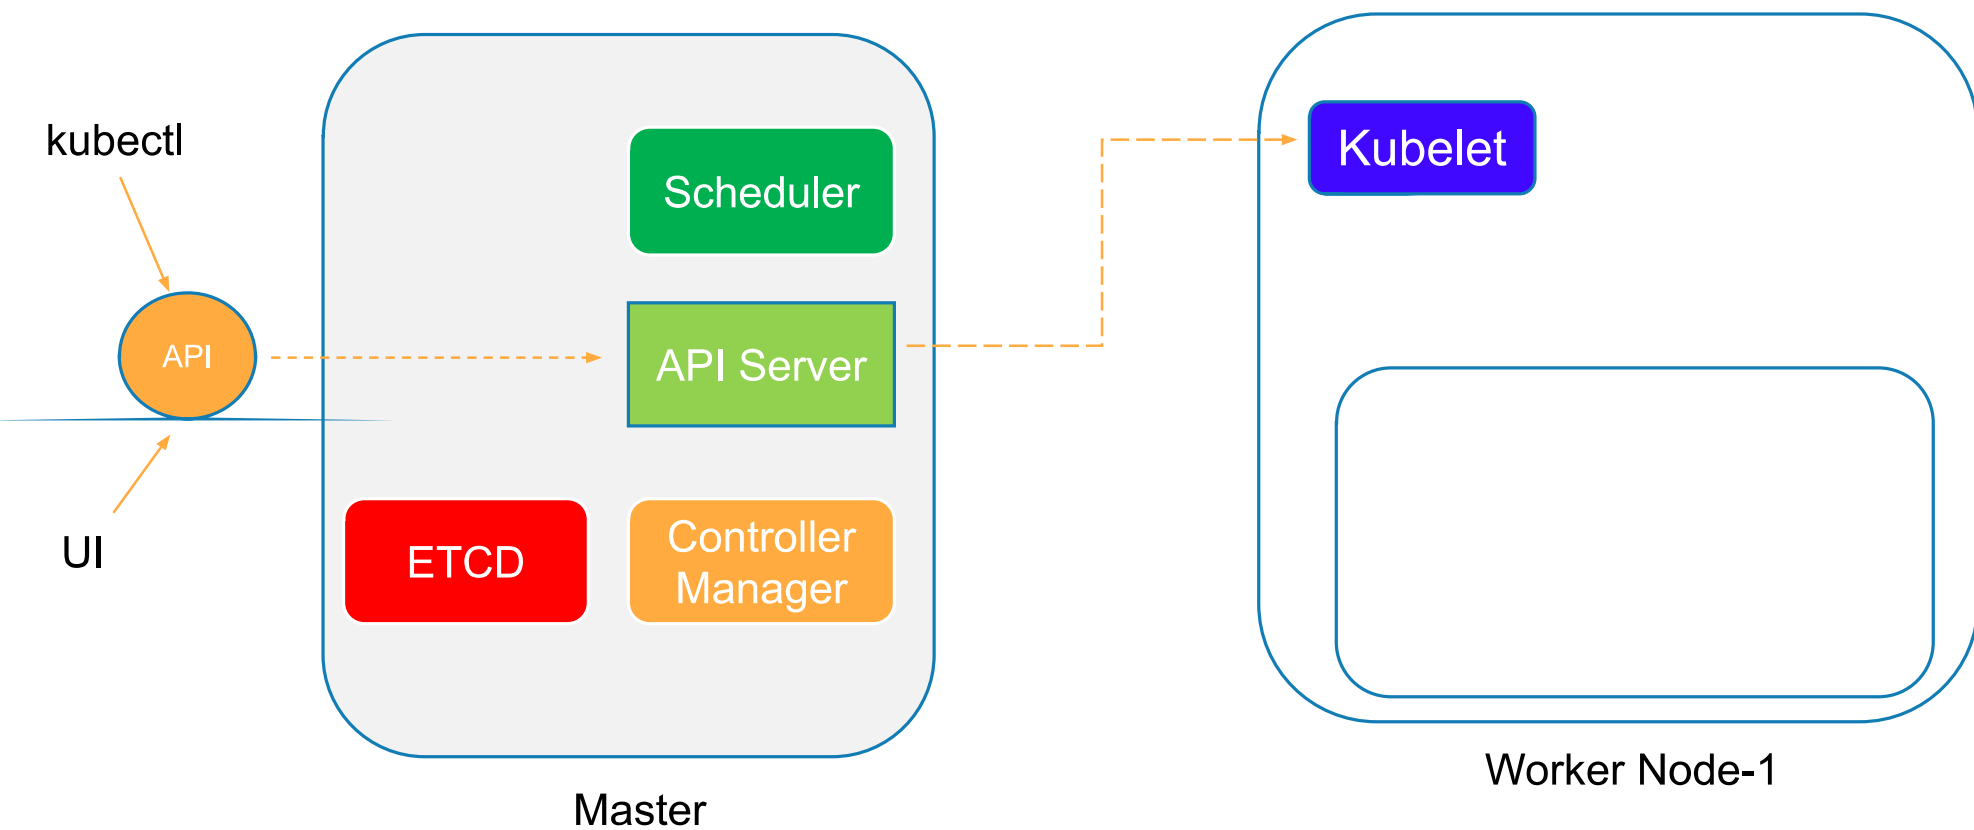 kubectl
API
UI
Scheduler
API Server
ETCD
Controller
Manager
Master
Kubelet
Worker Node-1